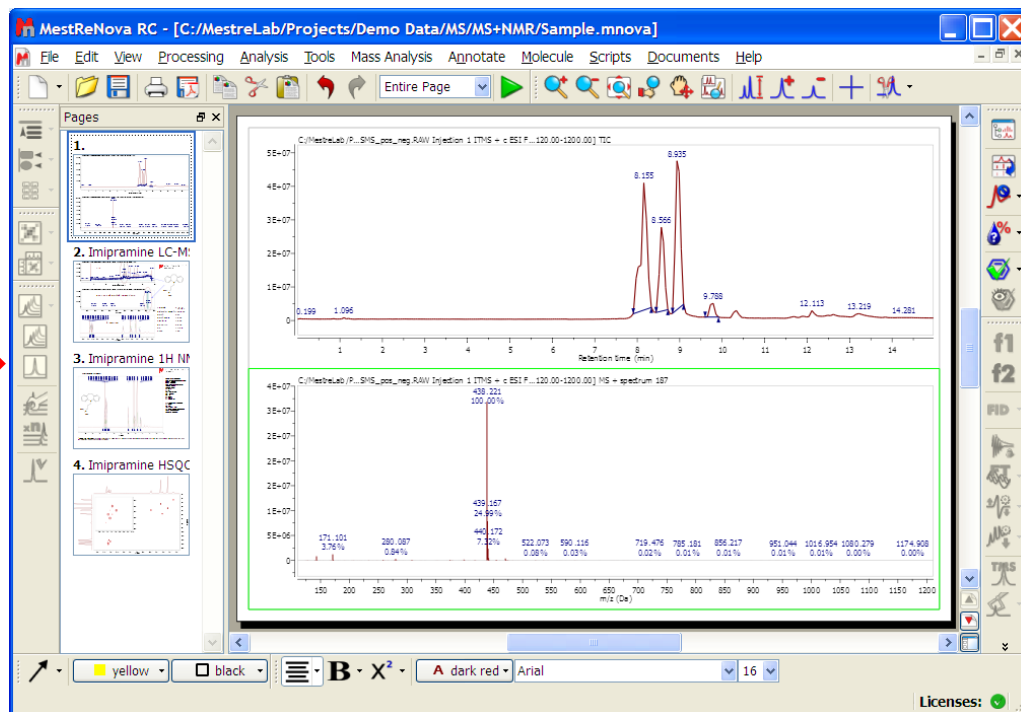 MestReNova RC - [C:/MestreLab/Projects/Demo Data/MS/MS+NMR/Sample.mnova]
File Edit View Processing Analysis Tools Mass Analysis Annotate Molecule Scripts Documents Help
Entire Page
Pages
1.
2. Imipramine LC-MS
3. Imipramine 1H NM
4. Imipramine HSQC
C:/MestreLab/P...SMS_pos_neg.RAW Injection 1 ITMS + c ESI F...120.00-1200.00] TIC
5E+07
4E+07
3E+07
2E+07
1E+07
0
0.199 1.096 8.155 8.566 8.935 9.788 12.113 13.219 14.281
1 2 3 4 5 6 7 8 9 10 11 12 13 14
Retention time (min)
C:/MestreLab/P...SMS_pos_neg.RAW Injection 1 ITMS + c ESI F...120.00-1200.00] MS + spectrum 187
4E+07
3E+07
3E+07
2E+07
2E+07
1E+07
5E+06
0
438.221
100.00%
439.167
24.99%
440.172
7.32%
171.101 280.087 522.073 590.116 719.476 785.181 856.217 951.044 1016.954 1080.279 1174.908
3.76% 0.84% 0.08% 0.03% 0.02% 0.01% 0.01% 0.01% 0.01% 0.00% 0.00%
150 200 250 300 350 400 450 500 550 600 650 700 750 800 850 900 950 1000 1050 1100 1150 1200
m/z (Da)
f1
f2
FID
TMS
yellow black B X² A dark red Arial 16
Licenses: